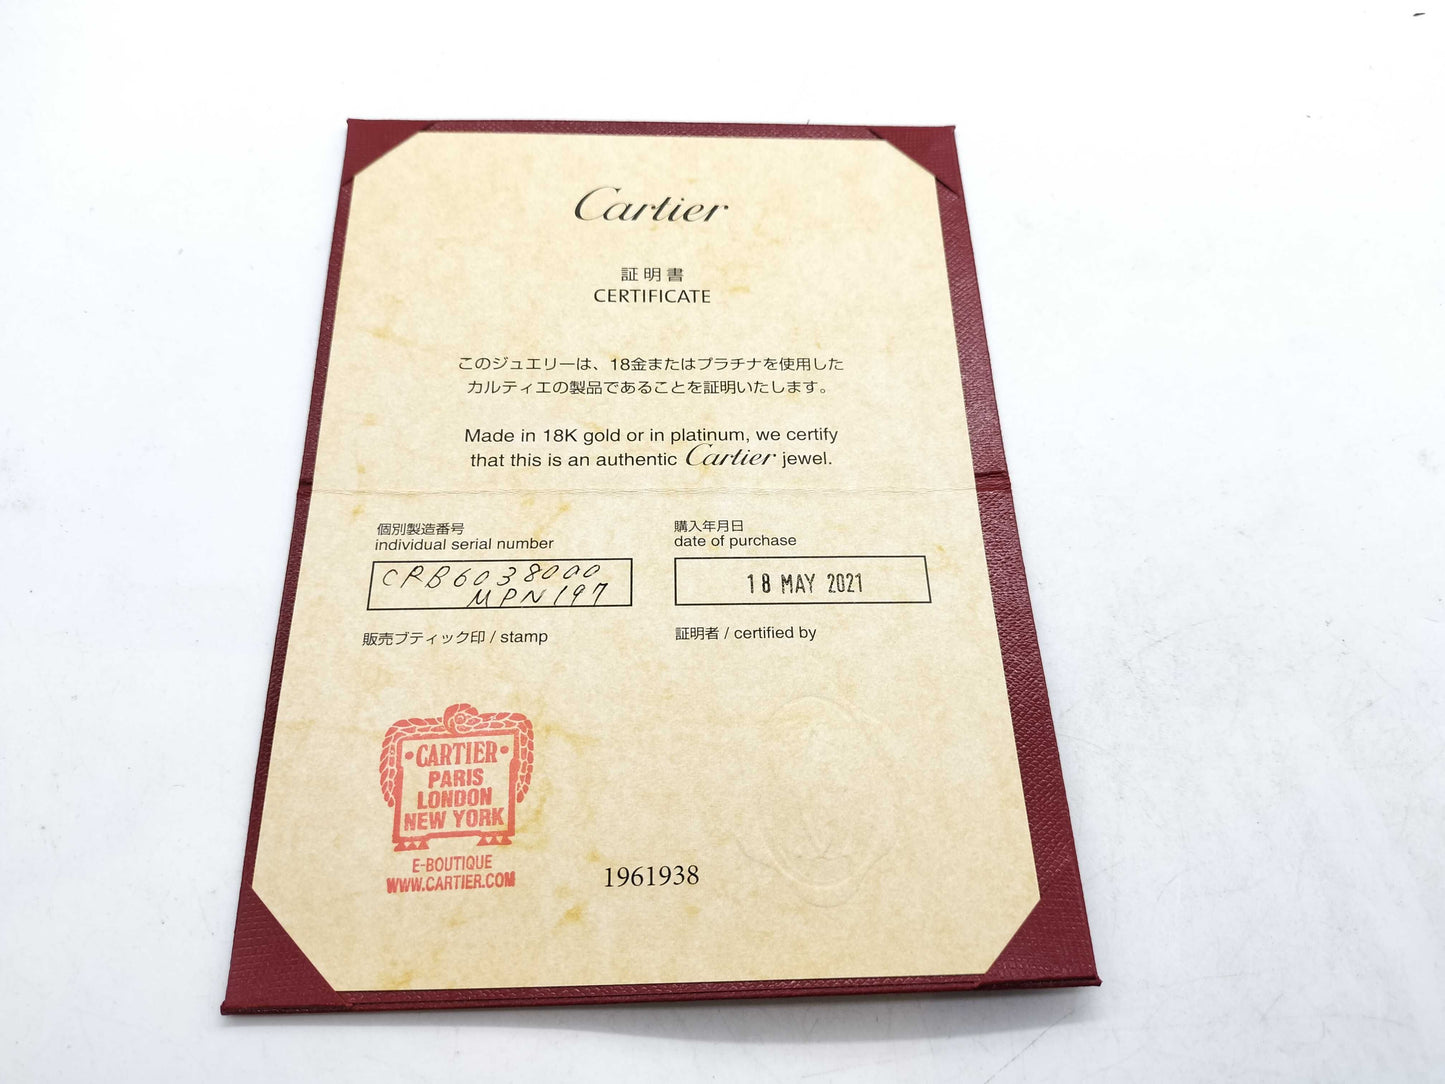 Cartier
証明書
CERTIFICATE
このジュエリーは、18金またはプラチナを使用した
カルティエの製品であることを証明いたします。
Made in 18K gold or in platinum, we certify
that this is an authentic Cartier jewel.
個別製造番号
individual serial number
CRB6038000
MPN197
購入年月日
date of purchase
18 MAY 2021
販売ブティック印 / stamp
証明者 / certified by
CARTIER
PARIS
LONDON
NEW YORK
E-BOUTIQUE
WWW.CARTIER.COM
1961938